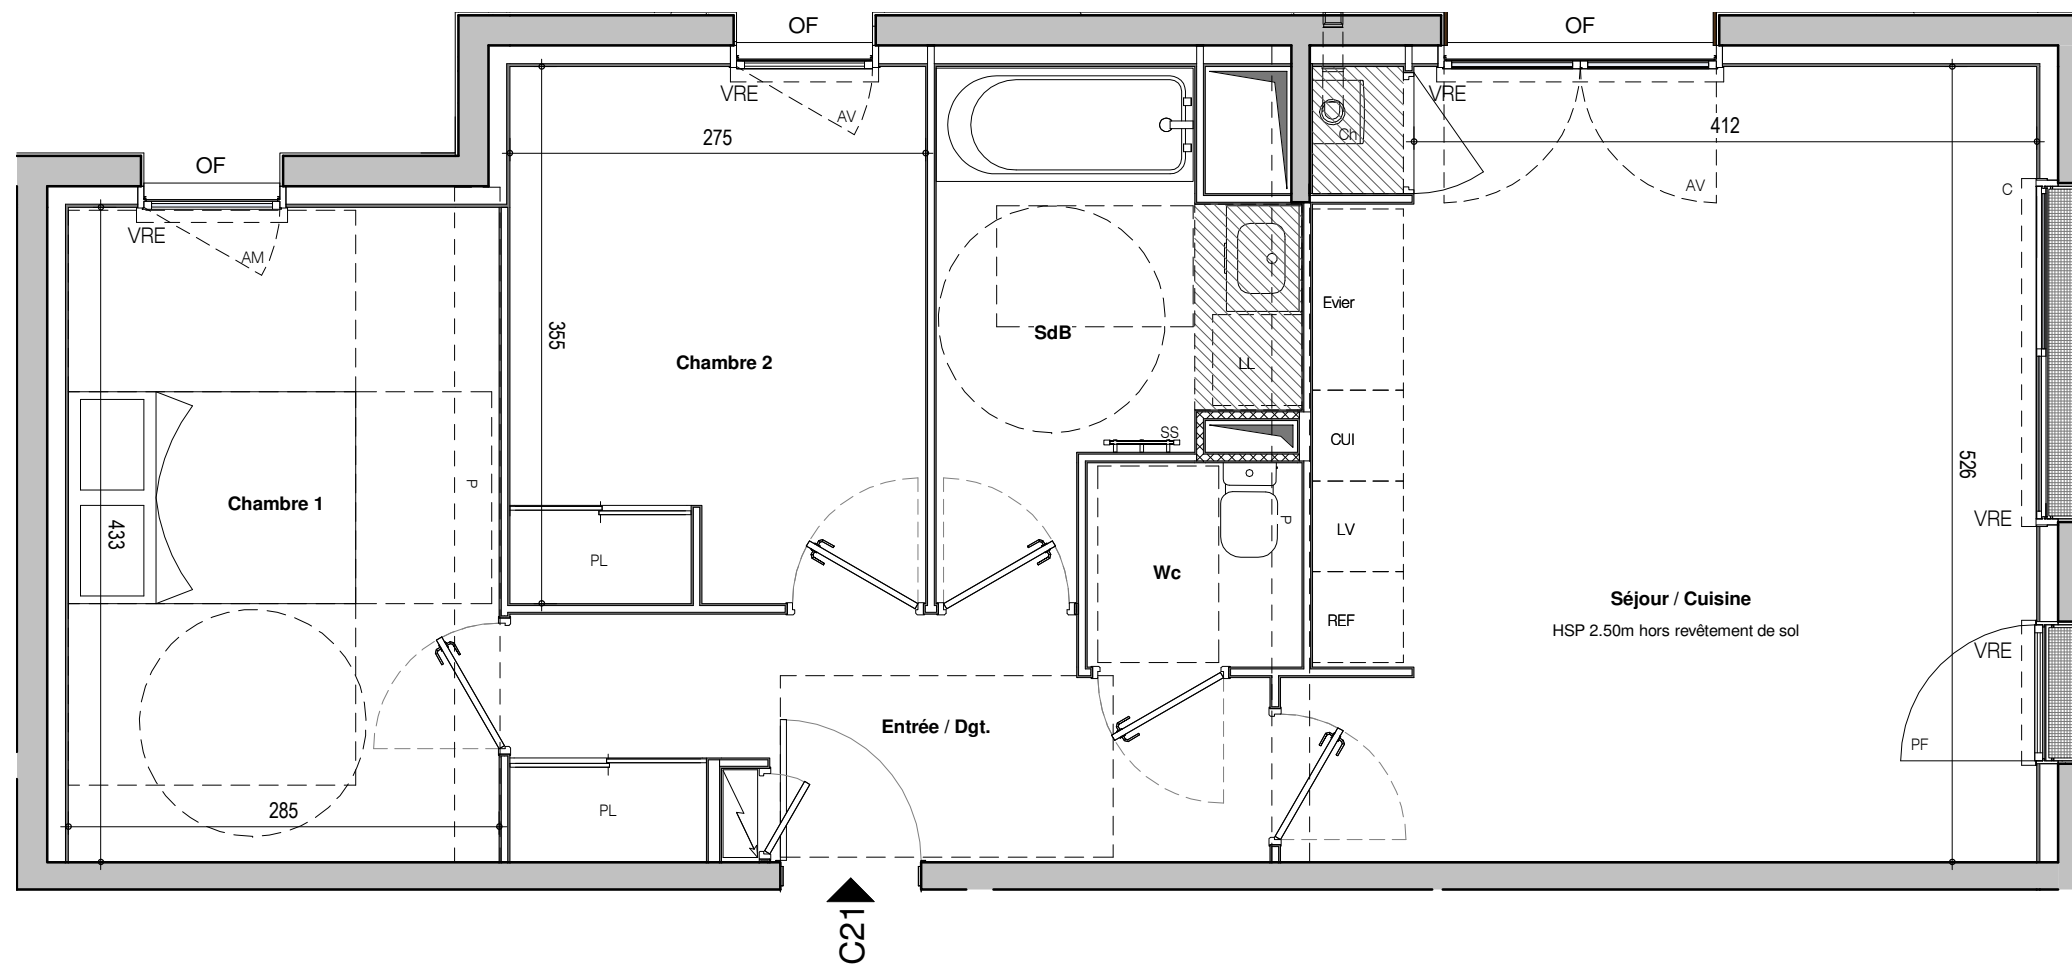 OF
OF
OF
VRE
AV
VRE
Ch
275
412
AV
C
OF
VRE
AM
Evier
355
SdB
Chambre 2
LL
SS
CUI
P
526
Chambre 1
433
P
LV
VRE
PL
Wc
Séjour / Cuisine
REF
HSP 2.50m hors revêtement de sol
VRE
Entrée / Dgt.
PF
285
PL
C21